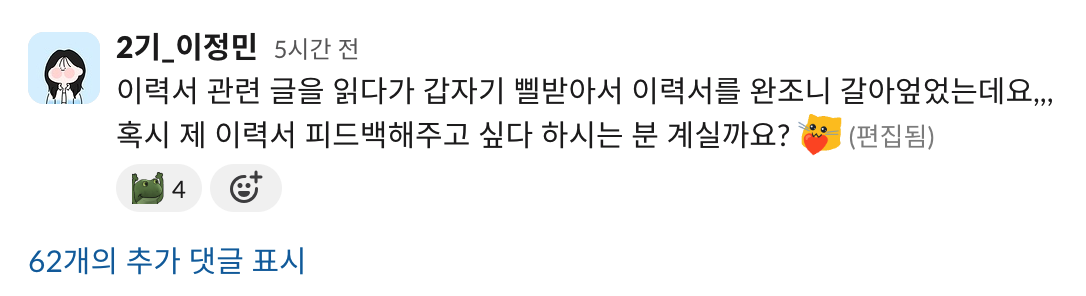 2기_이정민 5시간 전
이력서 관련 글을 읽다가 갑자기 삘받아서 이력서를 완조니 갈아엎었는데요,,,
혹시 제 이력서 피드백해주고 싶다 하시는 분 계실까요? (편집됨)
4
62개의 추가 댓글 표시